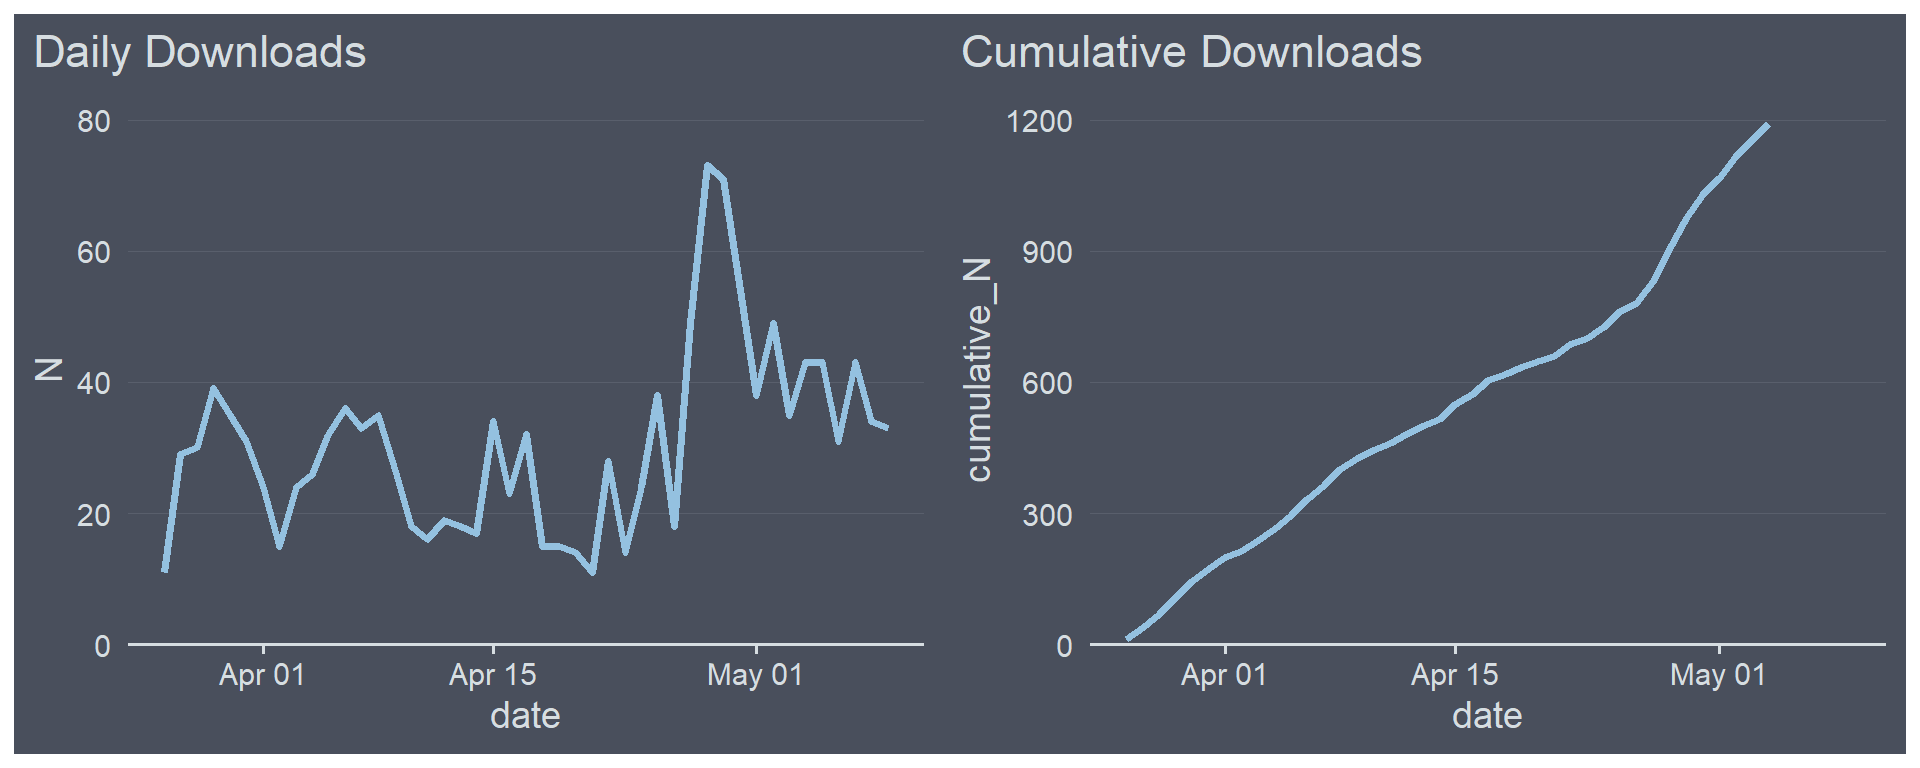 Daily Downloads
80
60
40
20
0
N
Apr 01
Apr 15
May 01
date
Cumulative Downloads
1200
900
600
300
0
cumulative_N
Apr 01
Apr 15
May 01
date